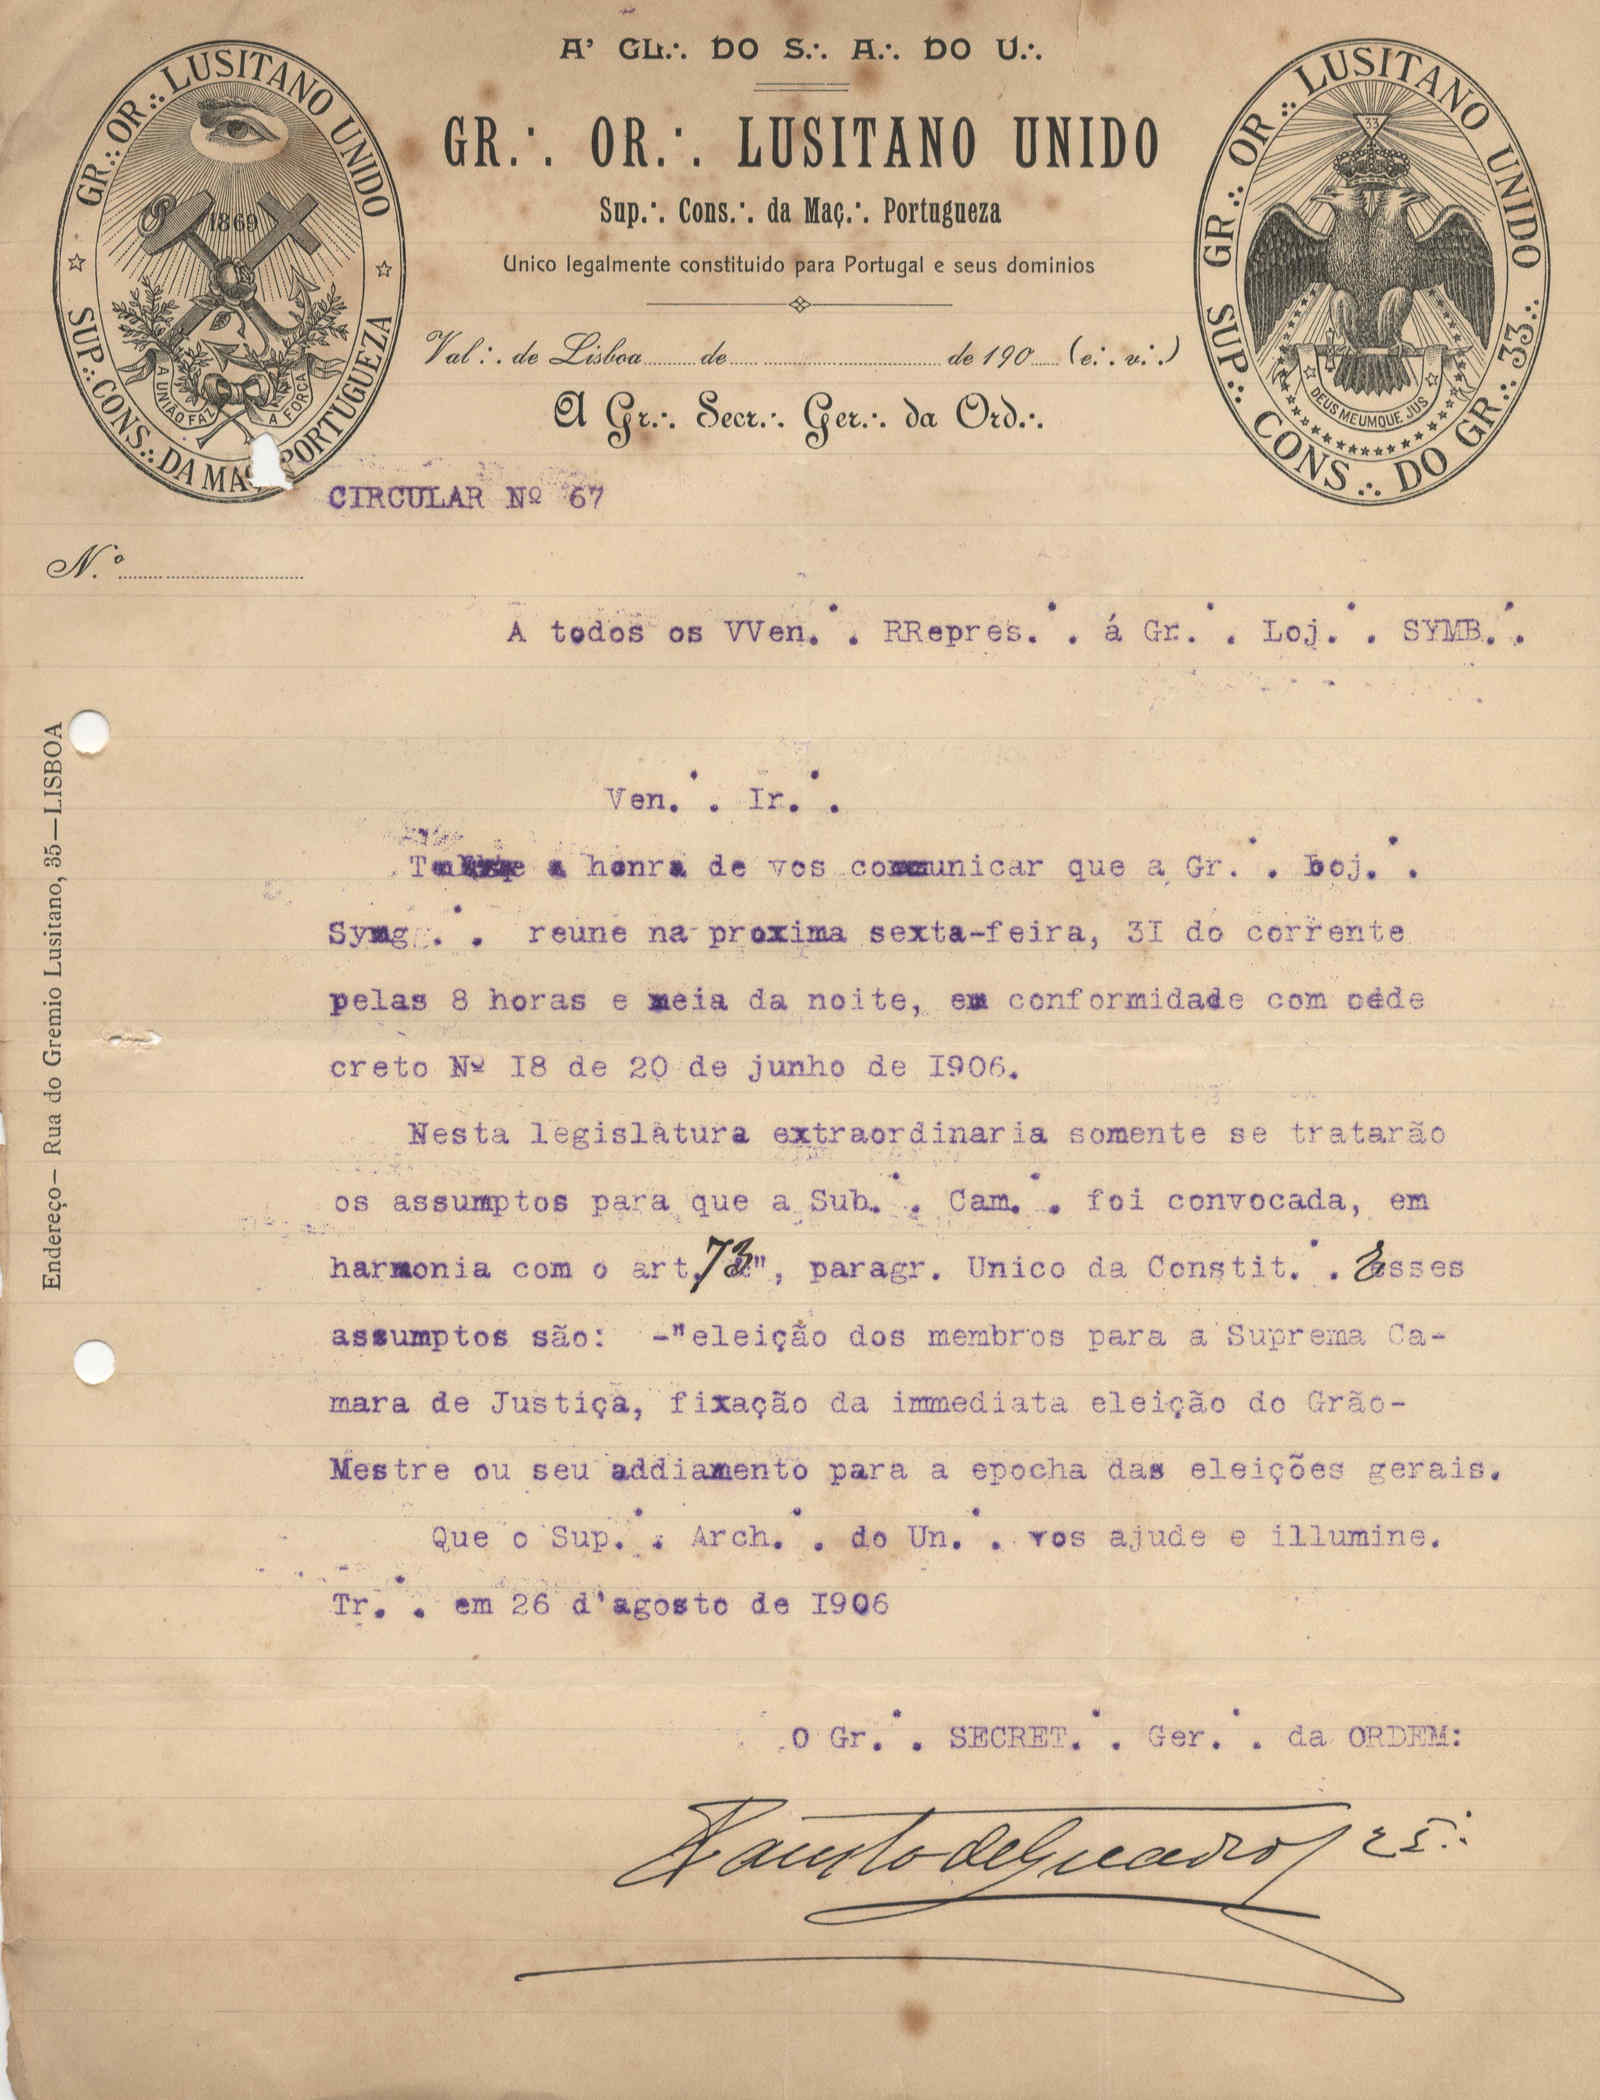 A' GL.·. DO S.·. A.·. DO U.·.
GR.·. OR.·. LUSITANO UNIDO
Sup.·. Cons.·. da Maç.·. Portugueza
Unico legalmente constituido para Portugal e seus dominios
Val.·. de Lisboa ........ de ................................ de 190..... (e.·. v.·.)
A Gr.·. Secr.·. Ger.·. da Ord.·.
GR.·. OR.·. LUSITANO UNIDO
SUP.·. CONS.·. DA MAÇ PORTUGUEZA
1869
A UNIÃO FAZ A FORÇA
GR.·. OR.·. LUSITANO UNIDO
SUP.·. CONS.·. DO GR.·. 33.·.
33
DEUS MEUMQUE JUS
CIRCULAR Nº 67
N.º ................................
A todos os VVen.·. RRepres.·. á Gr.·. Loj.·. SYMB.·.
Endereço— Rua do Gremio Lusitano, 35—LISBOA
Ven.·. Ir.·.
a honra de vos communicar que a Gr.·. Loj.·.
Symg.·. reune na proxima sexta-feira, 3I do corrente
pelas 8 horas e meia da noite, em conformidade com o de
creto Nº I8 de 20 de junho de I906.
Nesta legislatura extraordinaria somente se tratarão
os assumptos para que a Sub.·. Cam.·. foi convocada, em
harmonia com o art. 73", paragr. Unico da Constit.·. Esses
assumptos são: -"eleição dos membros para a Suprema Ca-
mara de Justiça, fixação da immediata eleição do Grão-
Mestre ou seu addiamento para a epocha das eleições gerais.
Que o Sup.·. Arch.·. do Un.·. vos ajude e illumine.
Tr.·. em 26 d'agosto de I906
O Gr.·. SECRET.·. Ger.·. da ORDEM:
Fausto de Quadros